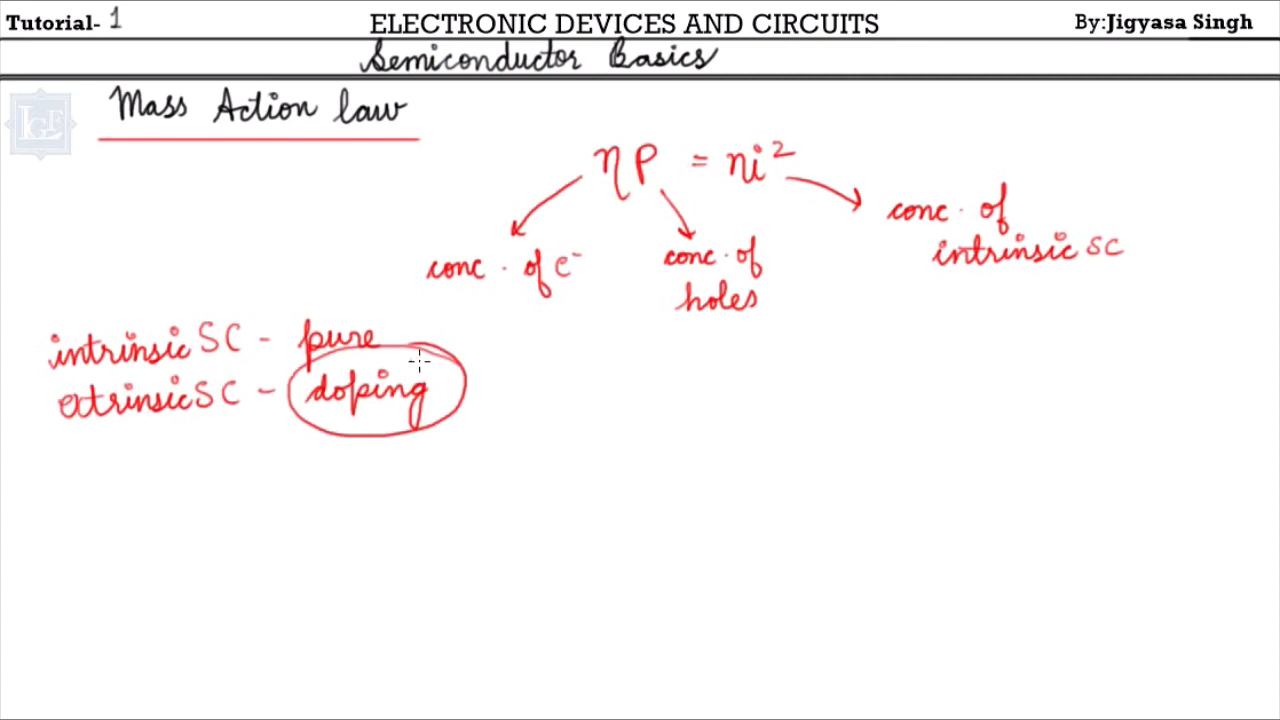 Tutorial- 1
ELECTRONIC DEVICES AND CIRCUITS
By:Jigyasa Singh
Semiconductor Basics
Mass Action law
ηP = ni²
conc. of e⁻
conc. of
holes
conc. of
intrinsic SC
intrinsic SC - pure
extrinsic SC - doping